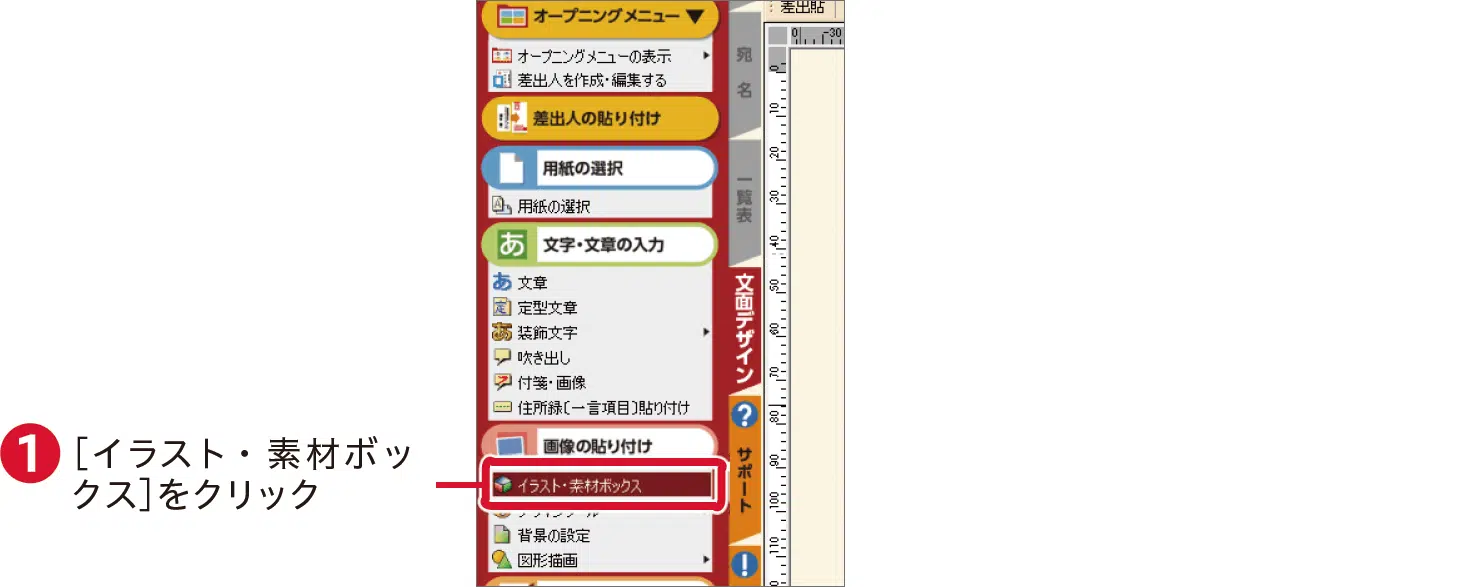 オープニングメニュー▼
オープニングメニューの表示
差出人を作成・編集する
差出人の貼り付け
用紙の選択
用紙の選択
あ 文字・文章の入力
あ 文章
定 定型文章
あ 装飾文字
吹き出し
付箋・画像
住所録〔一言項目〕貼り付け
画像の貼り付け
イラスト・素材ボックス
背景の設定
図形描画
1 [イラスト・素材ボッ
クス]をクリック
宛名
一覧表
文面デザイン
?
サポート
!
差出貼
0 -30
0
10
20
30
40
50
60
70
80
90
100
110